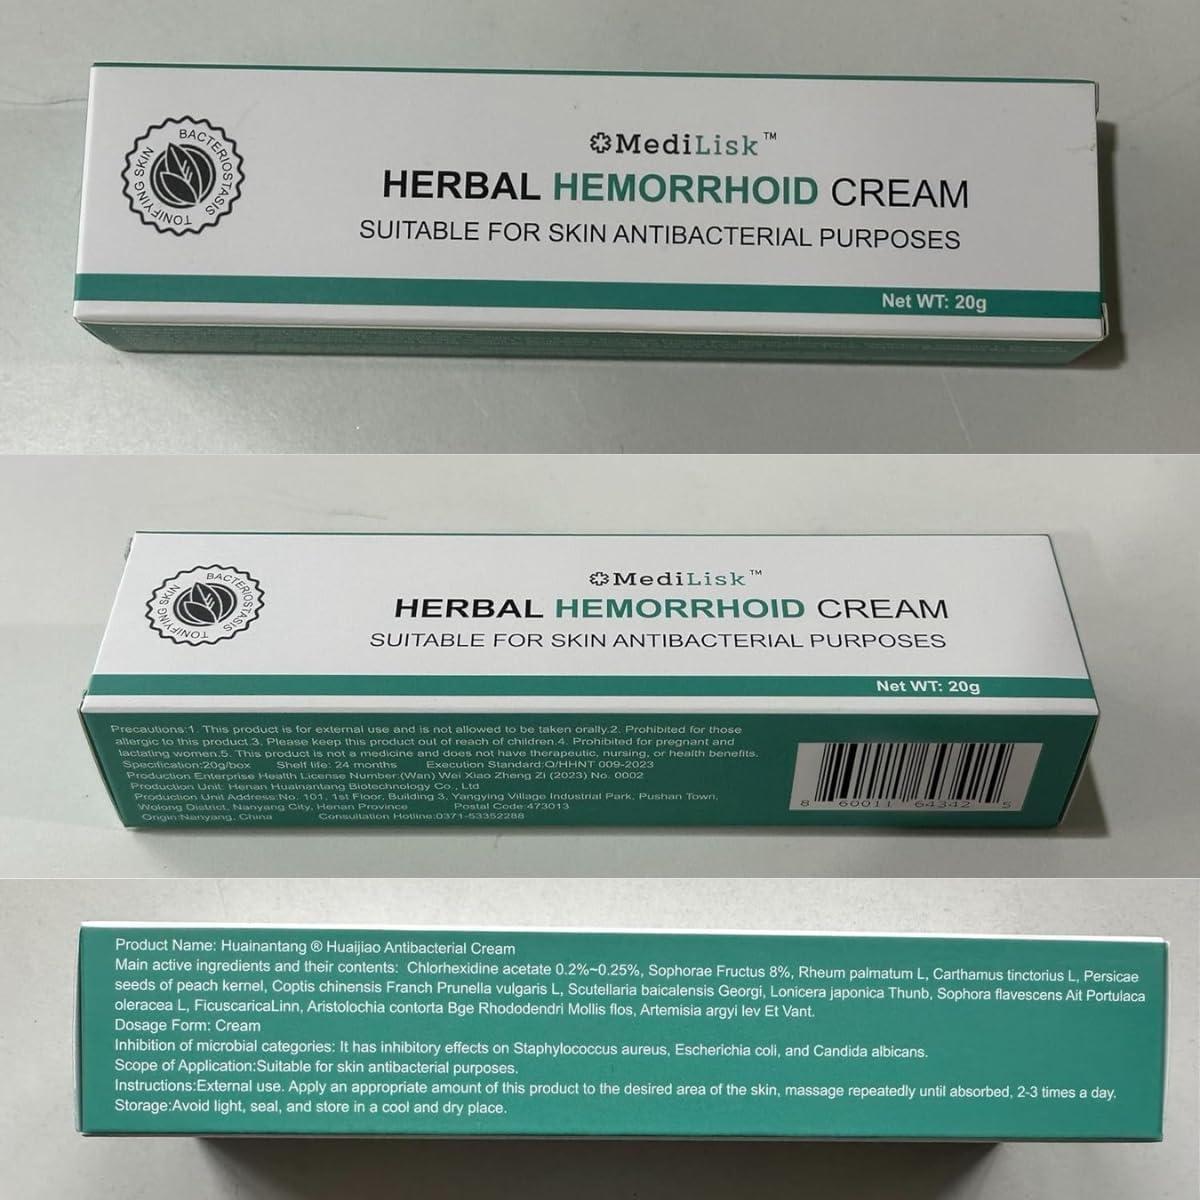 BACTERIOSTASIS
TONIFYING SKIN
MediLisk™
HERBAL HEMORRHOID CREAM
SUITABLE FOR SKIN ANTIBACTERIAL PURPOSES
Net WT: 20g
BACTERIOSTASIS
TONIFYING SKIN
MediLisk™
HERBAL HEMORRHOID CREAM
SUITABLE FOR SKIN ANTIBACTERIAL PURPOSES
Net WT: 20g
Precautions:1. This product is for external use and is not allowed to be taken orally.2. Prohibited for those
allergic to this product.3. Please keep this product out of reach of children.4. Prohibited for pregnant and
lactating women.5. This product is not a medicine and does not have therapeutic, nursing, or health benefits.
Specification:20g/box Shelf life: 24 months Execution Standard:Q/HHNT 009-2023
Production Enterprise Health License Number:(Wan) Wei Xiao Zheng Zi (2023) No. 0002
Production Unit: Henan Huainantang Biotechnology Co., Ltd
Production Unit Address:No. 101, 1st Floor, Building 3, Yangying Village Industrial Park, Pushan Town,
Wolong District, Nanyang City, Henan Province Postal Code:473013
Origin:Nanyang, China Consultation Hotline:0371-53352288
8 60011 64342 5
Product Name: Huainantang ® Huaijiao Antibacterial Cream
Main active ingredients and their contents: Chlorhexidine acetate 0.2%~0.25%, Sophorae Fructus 8%, Rheum palmatum L, Carthamus tinctorius L, Persicae
seeds of peach kernel, Coptis chinensis Franch Prunella vulgaris L, Scutellaria baicalensis Georgi, Lonicera japonica Thunb, Sophora flavescens Ait Portulaca
oleracea L, FicuscaricaLinn, Aristolochia contorta Bge Rhododendri Mollis flos, Artemisia argyi lev Et Vant.
Dosage Form: Cream
Inhibition of microbial categories: It has inhibitory effects on Staphylococcus aureus, Escherichia coli, and Candida albicans.
Scope of Application:Suitable for skin antibacterial purposes.
Instructions:External use. Apply an appropriate amount of this product to the desired area of the skin, massage repeatedly until absorbed, 2-3 times a day.
Storage:Avoid light, seal, and store in a cool and dry place.